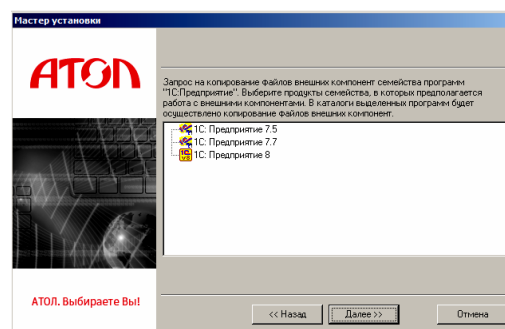 Мастер установки
АТОЛ
Запрос на копирование файлов внешних компонент семейства программ
"1С:Предприятие". Выберите продукты семейства, в которых предполагается
работа с внешними компонентами. В каталоги выделенных программ будет
осуществлено копирование файлов внешних компонент.
1С: Предприятие 7.5
1С: Предприятие 7.7
1С: Предприятие 8
АТОЛ. Выбираете Вы!
<< Назад
Далее >>
Отмена